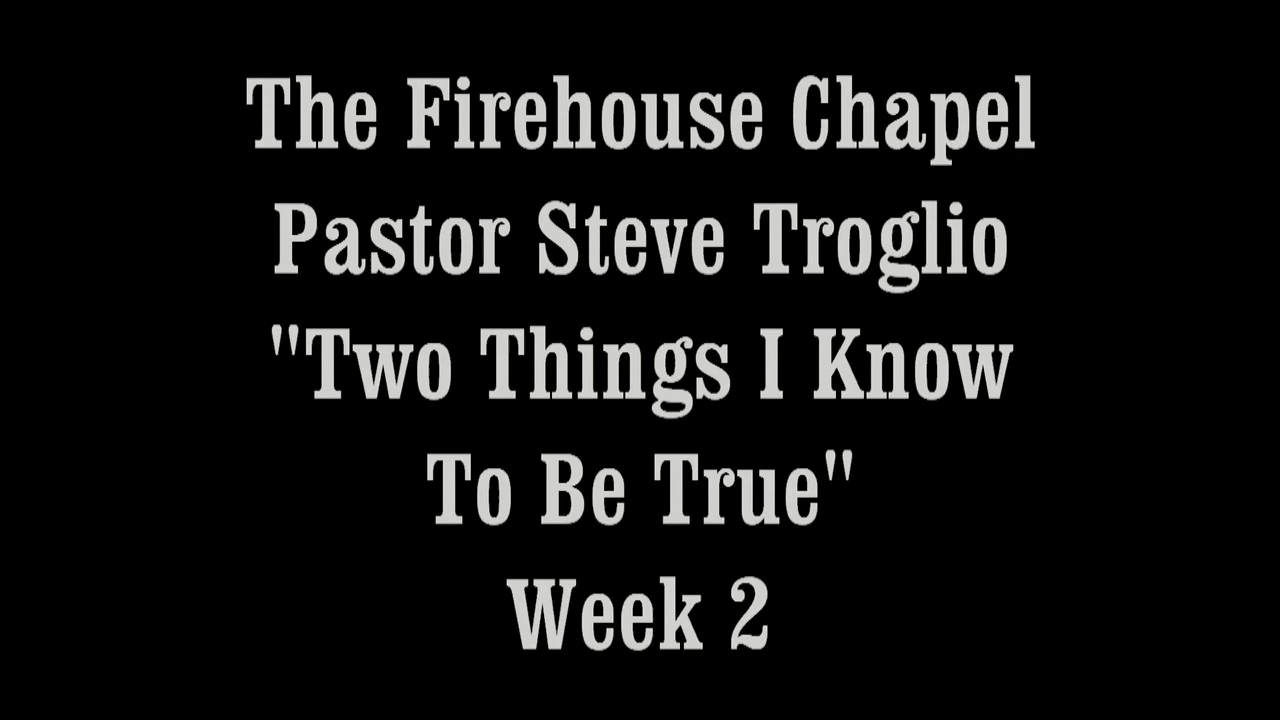 The Firehouse Chapel
Pastor Steve Troglio
"Two Things I Know
To Be True"
Week 2